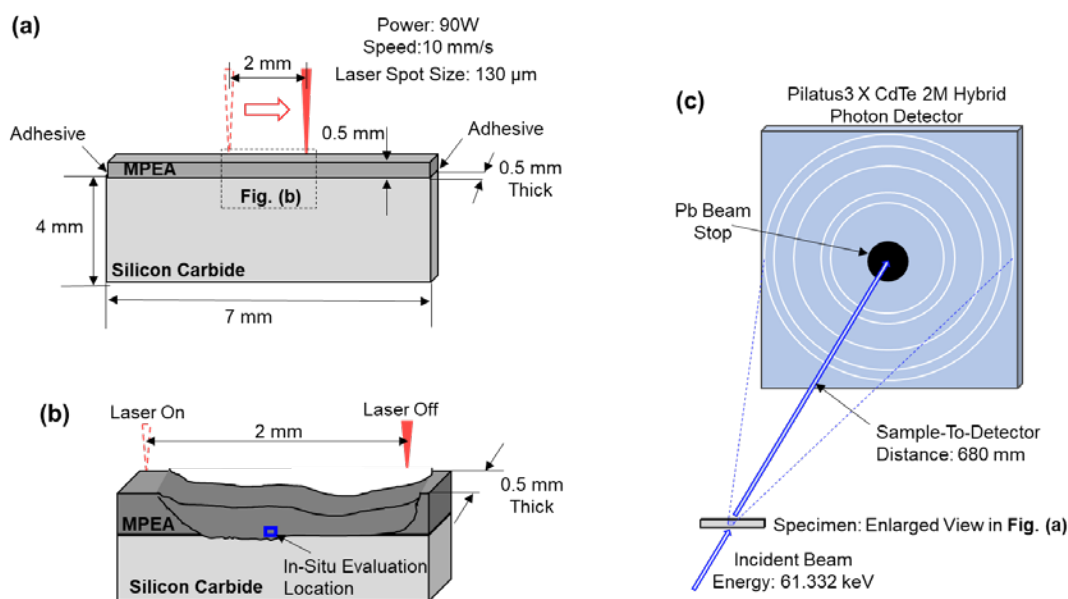 (a)
Power: 90W
Speed:10 mm/s
Laser Spot Size: 130 µm
2 mm
Adhesive
0.5 mm
Adhesive
MPEA
0.5 mm
Thick
Fig. (b)
4 mm
Silicon Carbide
7 mm
(b)
Laser On
Laser Off
2 mm
0.5 mm
Thick
MPEA
In-Situ Evaluation
Location
Silicon Carbide
(c)
Pilatus3 X CdTe 2M Hybrid
Photon Detector
Pb Beam
Stop
Sample-To-Detector
Distance: 680 mm
Specimen: Enlarged View in Fig. (a)
Incident Beam
Energy: 61.332 keV